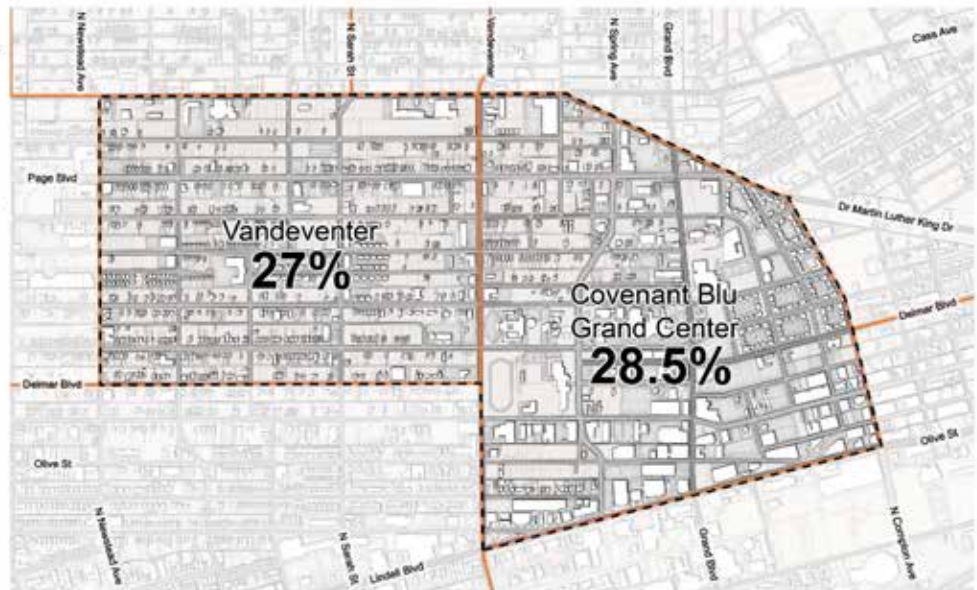 N Newstead Ave
N Sarah St
Vandeventer
N Spring Ave
Grand Blvd
Cass Ave
Page Blvd
Dr Martin Luther King Dr
Vandeventer
27%
Covenant Blu
Grand Center
28.5%
Delmar Blvd
Delmar Blvd
Olive St
Olive St
N Newstead Ave
N Sarah St
Lindell Blvd
Grand Blvd
N Compton Ave